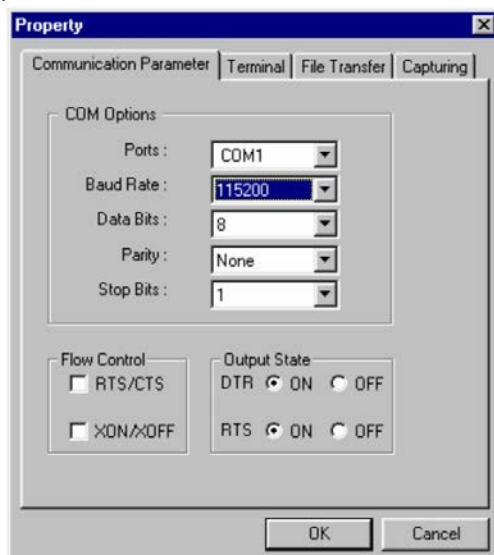 Property
Communication Parameter Terminal File Transfer Capturing
COM Options
Ports : COM1
Baud Rate : 115200
Data Bits : 8
Parity : None
Stop Bits : 1
Flow Control
RTS/CTS
XON/XOFF
Output State
DTR ON OFF
RTS ON OFF
OK Cancel